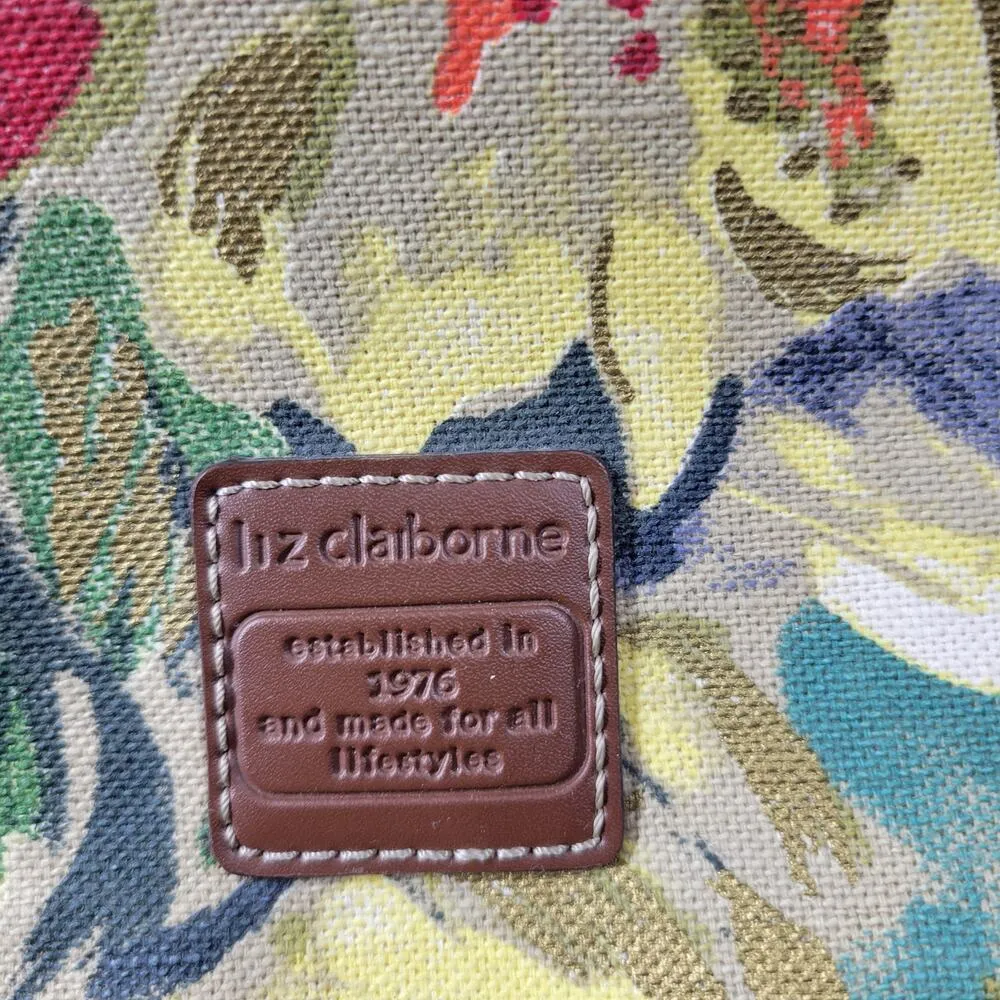 liz claiborne
established in
1976
and made for all
lifestyles